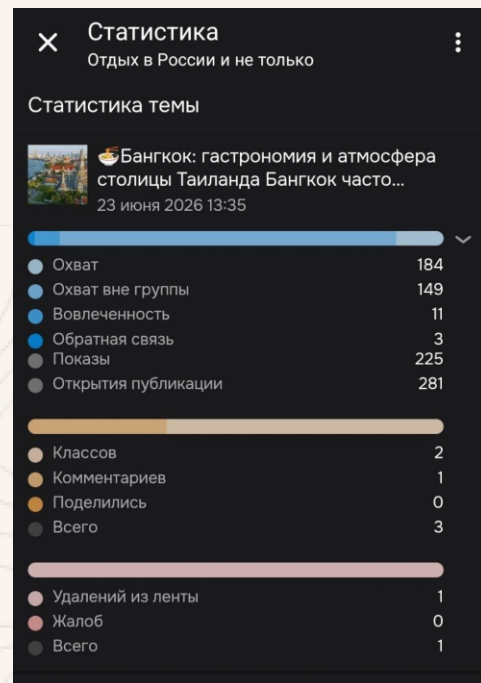 Статистика
Отдых в России и не только
Статистика темы
🍜Бангкок: гастрономия и атмосфера
столицы Таиланда Бангкок часто...
23 июня 2026 13:35
Охват 184
Охват вне группы 149
Вовлеченность 11
Обратная связь 3
Показы 225
Открытия публикации 281
Классов 2
Комментариев 1
Поделились 0
Всего 3
Удалений из ленты 1
Жалоб 0
Всего 1